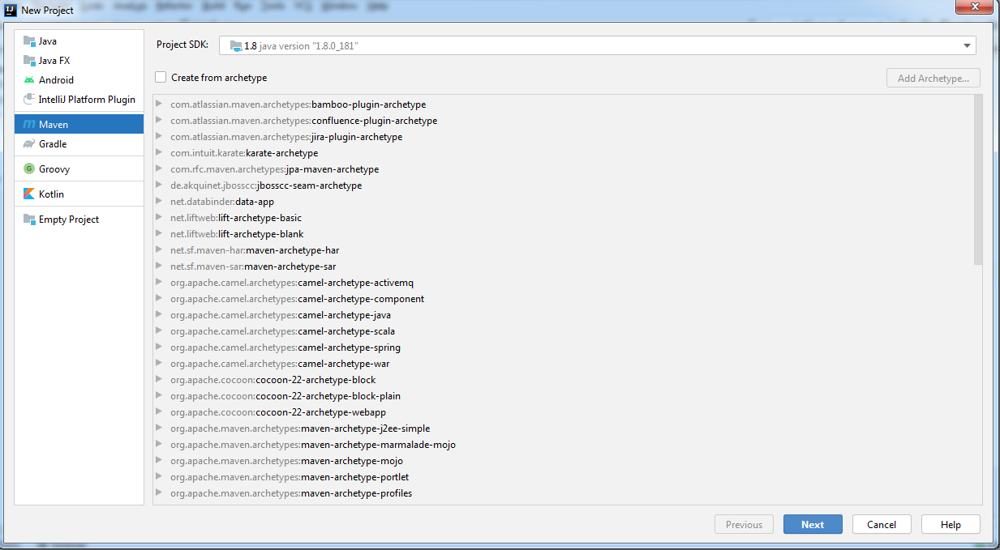 New Project
Java
Java FX
Android
IntelliJ Platform Plugin
Maven
Gradle
Groovy
Kotlin
Empty Project
Project SDK: 1.8 java version "1.8.0_181"
Create from archetype
Add Archetype...
com.atlassian.maven.archetypes:bamboo-plugin-archetype
com.atlassian.maven.archetypes:confluence-plugin-archetype
com.atlassian.maven.archetypes:jira-plugin-archetype
com.intuit.karate:karate-archetype
com.rfc.maven.archetypes:jpa-maven-archetype
de.akquinet.jbosscc:jbosscc-seam-archetype
net.databinder:data-app
net.liftweb:lift-archetype-basic
net.liftweb:lift-archetype-blank
net.sf.maven-har:maven-archetype-har
net.sf.maven-sar:maven-archetype-sar
org.apache.camel.archetypes:camel-archetype-activemq
org.apache.camel.archetypes:camel-archetype-component
org.apache.camel.archetypes:camel-archetype-java
org.apache.camel.archetypes:camel-archetype-scala
org.apache.camel.archetypes:camel-archetype-spring
org.apache.camel.archetypes:camel-archetype-war
org.apache.cocoon:cocoon-22-archetype-block
org.apache.cocoon:cocoon-22-archetype-block-plain
org.apache.cocoon:cocoon-22-archetype-webapp
org.apache.maven.archetypes:maven-archetype-j2ee-simple
org.apache.maven.archetypes:maven-archetype-marmalade-mojo
org.apache.maven.archetypes:maven-archetype-mojo
org.apache.maven.archetypes:maven-archetype-portlet
org.apache.maven.archetypes:maven-archetype-profiles
Previous
Next
Cancel
Help